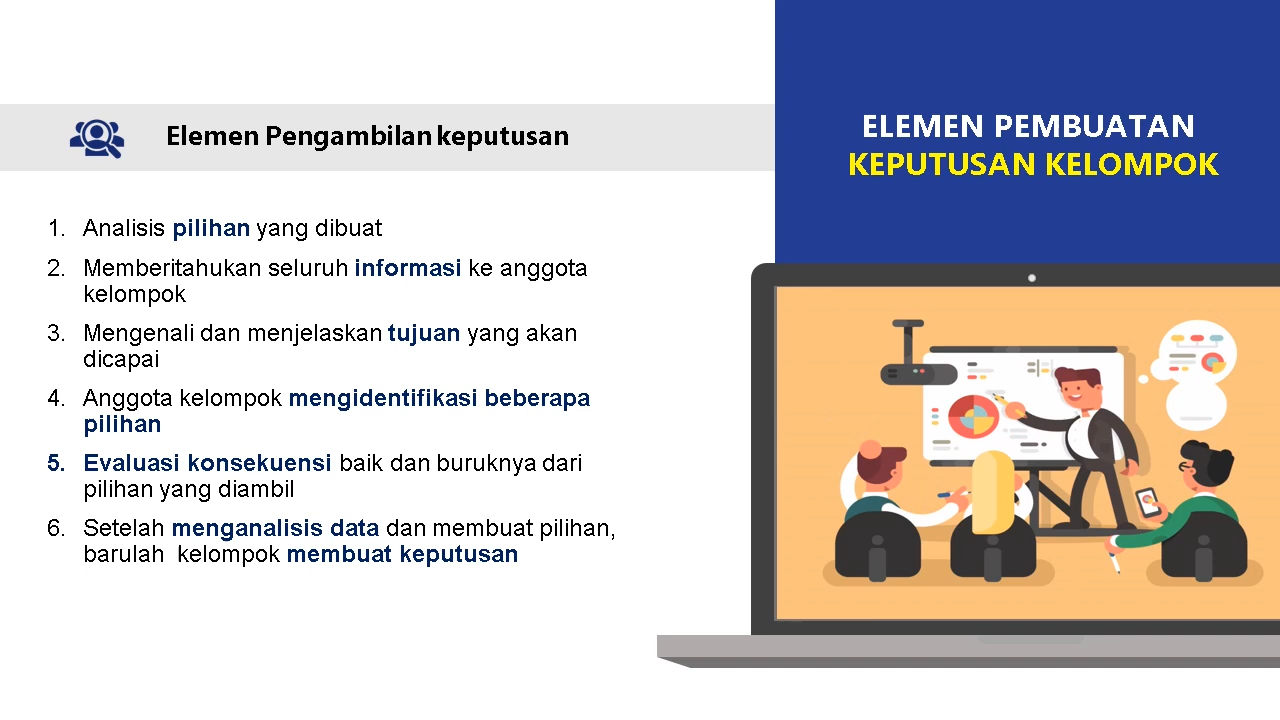 Elemen Pengambilan keputusan
ELEMEN PEMBUATAN
KEPUTUSAN KELOMPOK
1. Analisis pilihan yang dibuat
2. Memberitahukan seluruh informasi ke anggota
kelompok
3. Mengenali dan menjelaskan tujuan yang akan
dicapai
4. Anggota kelompok mengidentifikasi beberapa
pilihan
5. Evaluasi konsekuensi baik dan buruknya dari
pilihan yang diambil
6. Setelah menganalisis data dan membuat pilihan,
barulah  kelompok membuat keputusan